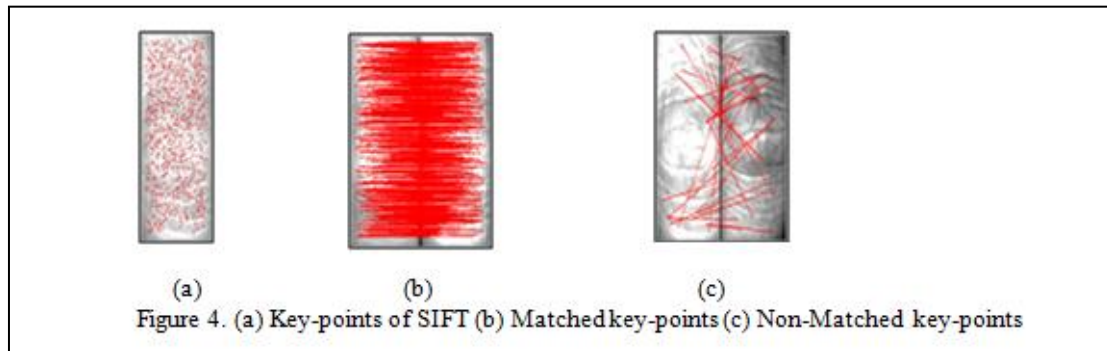 (a) (b) (c)
Figure 4. (a) Key-points of SIFT (b) Matched key-points (c) Non-Matched key-points